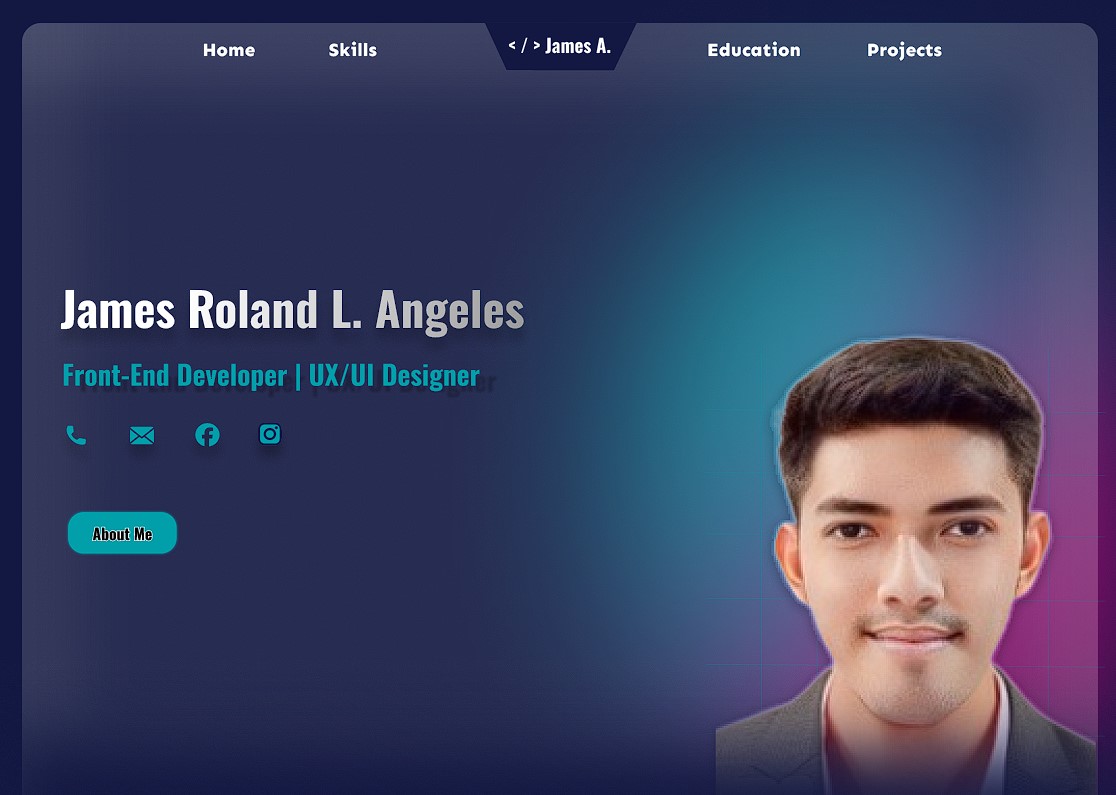 Home Skills < / > James A. Education Projects
James Roland L. Angeles
Front-End Developer | UX/UI Designer
About Me